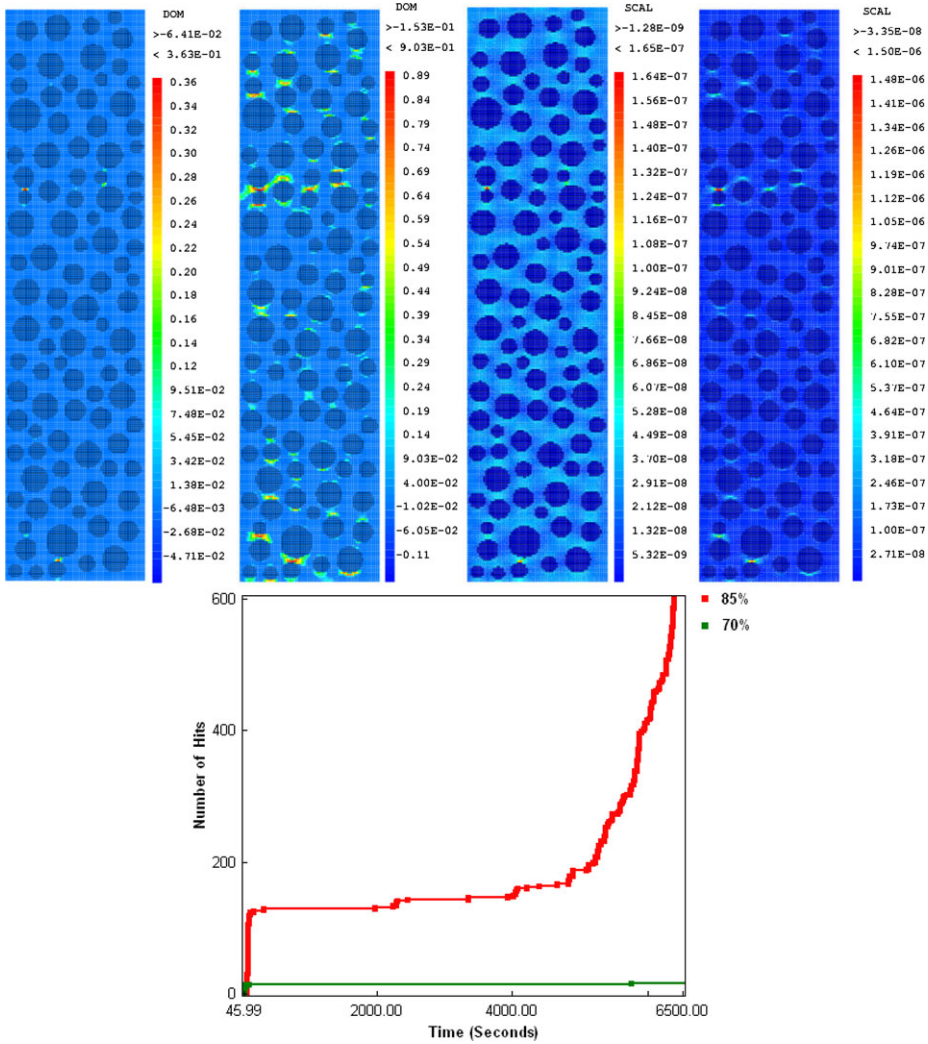 DOM
>-6.41E-02
< 3.63E-01
0.36
0.34
0.32
0.30
0.28
0.26
0.24
0.22
0.20
0.18
0.16
0.14
0.12
9.51E-02
7.48E-02
5.45E-02
3.42E-02
1.38E-02
-6.48E-03
-2.68E-02
-4.71E-02
DOM
>-1.53E-01
< 9.03E-01
0.89
0.84
0.79
0.74
0.69
0.64
0.59
0.54
0.49
0.44
0.39
0.34
0.29
0.24
0.19
0.14
9.03E-02
4.00E-02
-1.02E-02
-6.05E-02
-0.11
SCAL
>-1.28E-09
< 1.65E-07
1.64E-07
1.56E-07
1.48E-07
1.40E-07
1.32E-07
1.24E-07
1.16E-07
1.08E-07
1.00E-07
9.24E-08
8.45E-08
7.66E-08
6.86E-08
6.07E-08
5.28E-08
4.49E-08
3.70E-08
2.91E-08
2.12E-08
1.32E-08
5.32E-09
SCAL
>-3.35E-08
< 1.50E-06
1.48E-06
1.41E-06
1.34E-06
1.26E-06
1.19E-06
1.12E-06
1.05E-06
9.74E-07
9.01E-07
8.28E-07
7.55E-07
6.82E-07
6.10E-07
5.37E-07
4.64E-07
3.91E-07
3.18E-07
2.46E-07
1.73E-07
1.00E-07
2.71E-08
85%
70%
600
400
200
0
Number of Hits
45.99
2000.00
4000.00
6500.00
Time (Seconds)